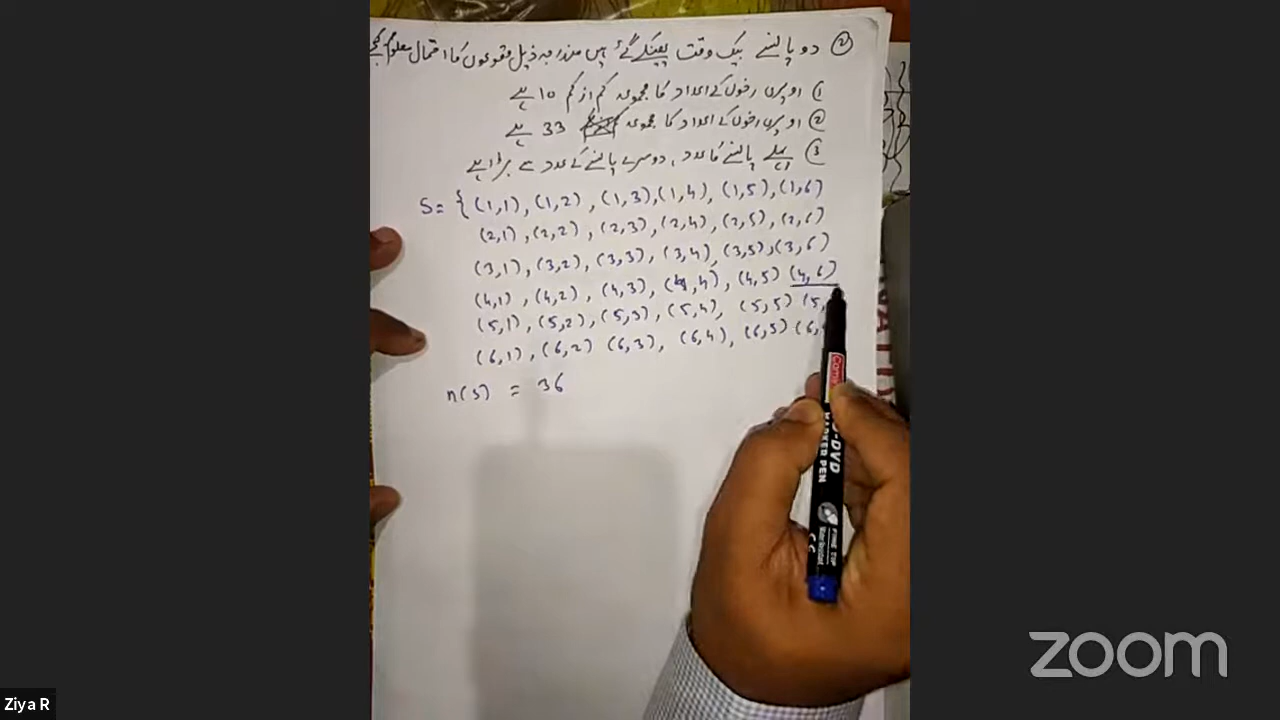 ② دو پانسے بیک وقت پھینکے گئے ہیں مندرجہ ذیل وقوعوں کا احتمال معلوم کیجے
① اوپری رخوں کے اعداد کا مجموعہ کم از کم 10 ہے
② اوپری رخوں کے اعداد کا مجموعہ 33 ہے
③ پہلے پانسے کا عدد، دوسرے پانسے کے عدد سے بڑا ہے
S= {(1,1), (1,2), (1,3), (1,4), (1,5), (1,6)
(2,1), (2,2), (2,3), (2,4), (2,5), (2,6)
(3,1), (3,2), (3,3), (3,4), (3,5), (3,6)
(4,1), (4,2), (4,3), (4,4), (4,5) (4,6)
(5,1), (5,2), (5,3), (5,4), (5,5) (5,
(6,1), (6,2) (6,3), (6,4), (6,5) (6,
n(S) = 36
DVD
MARKER PEN
zoom
Ziya R